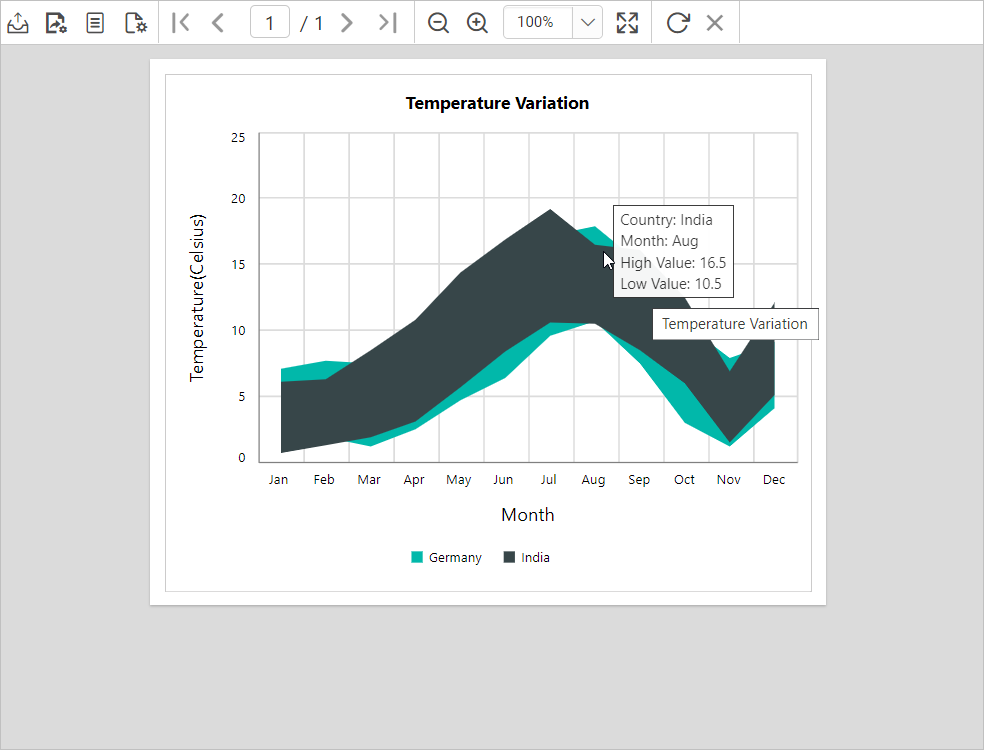 1 / 1 100%
Temperature Variation
25
20
15
10
5
0
Temperature(Celsius)
Country: India
Month: Aug
High Value: 16.5
Low Value: 10.5
Temperature Variation
Jan Feb Mar Apr May Jun Jul Aug Sep Oct Nov Dec
Month
Germany India